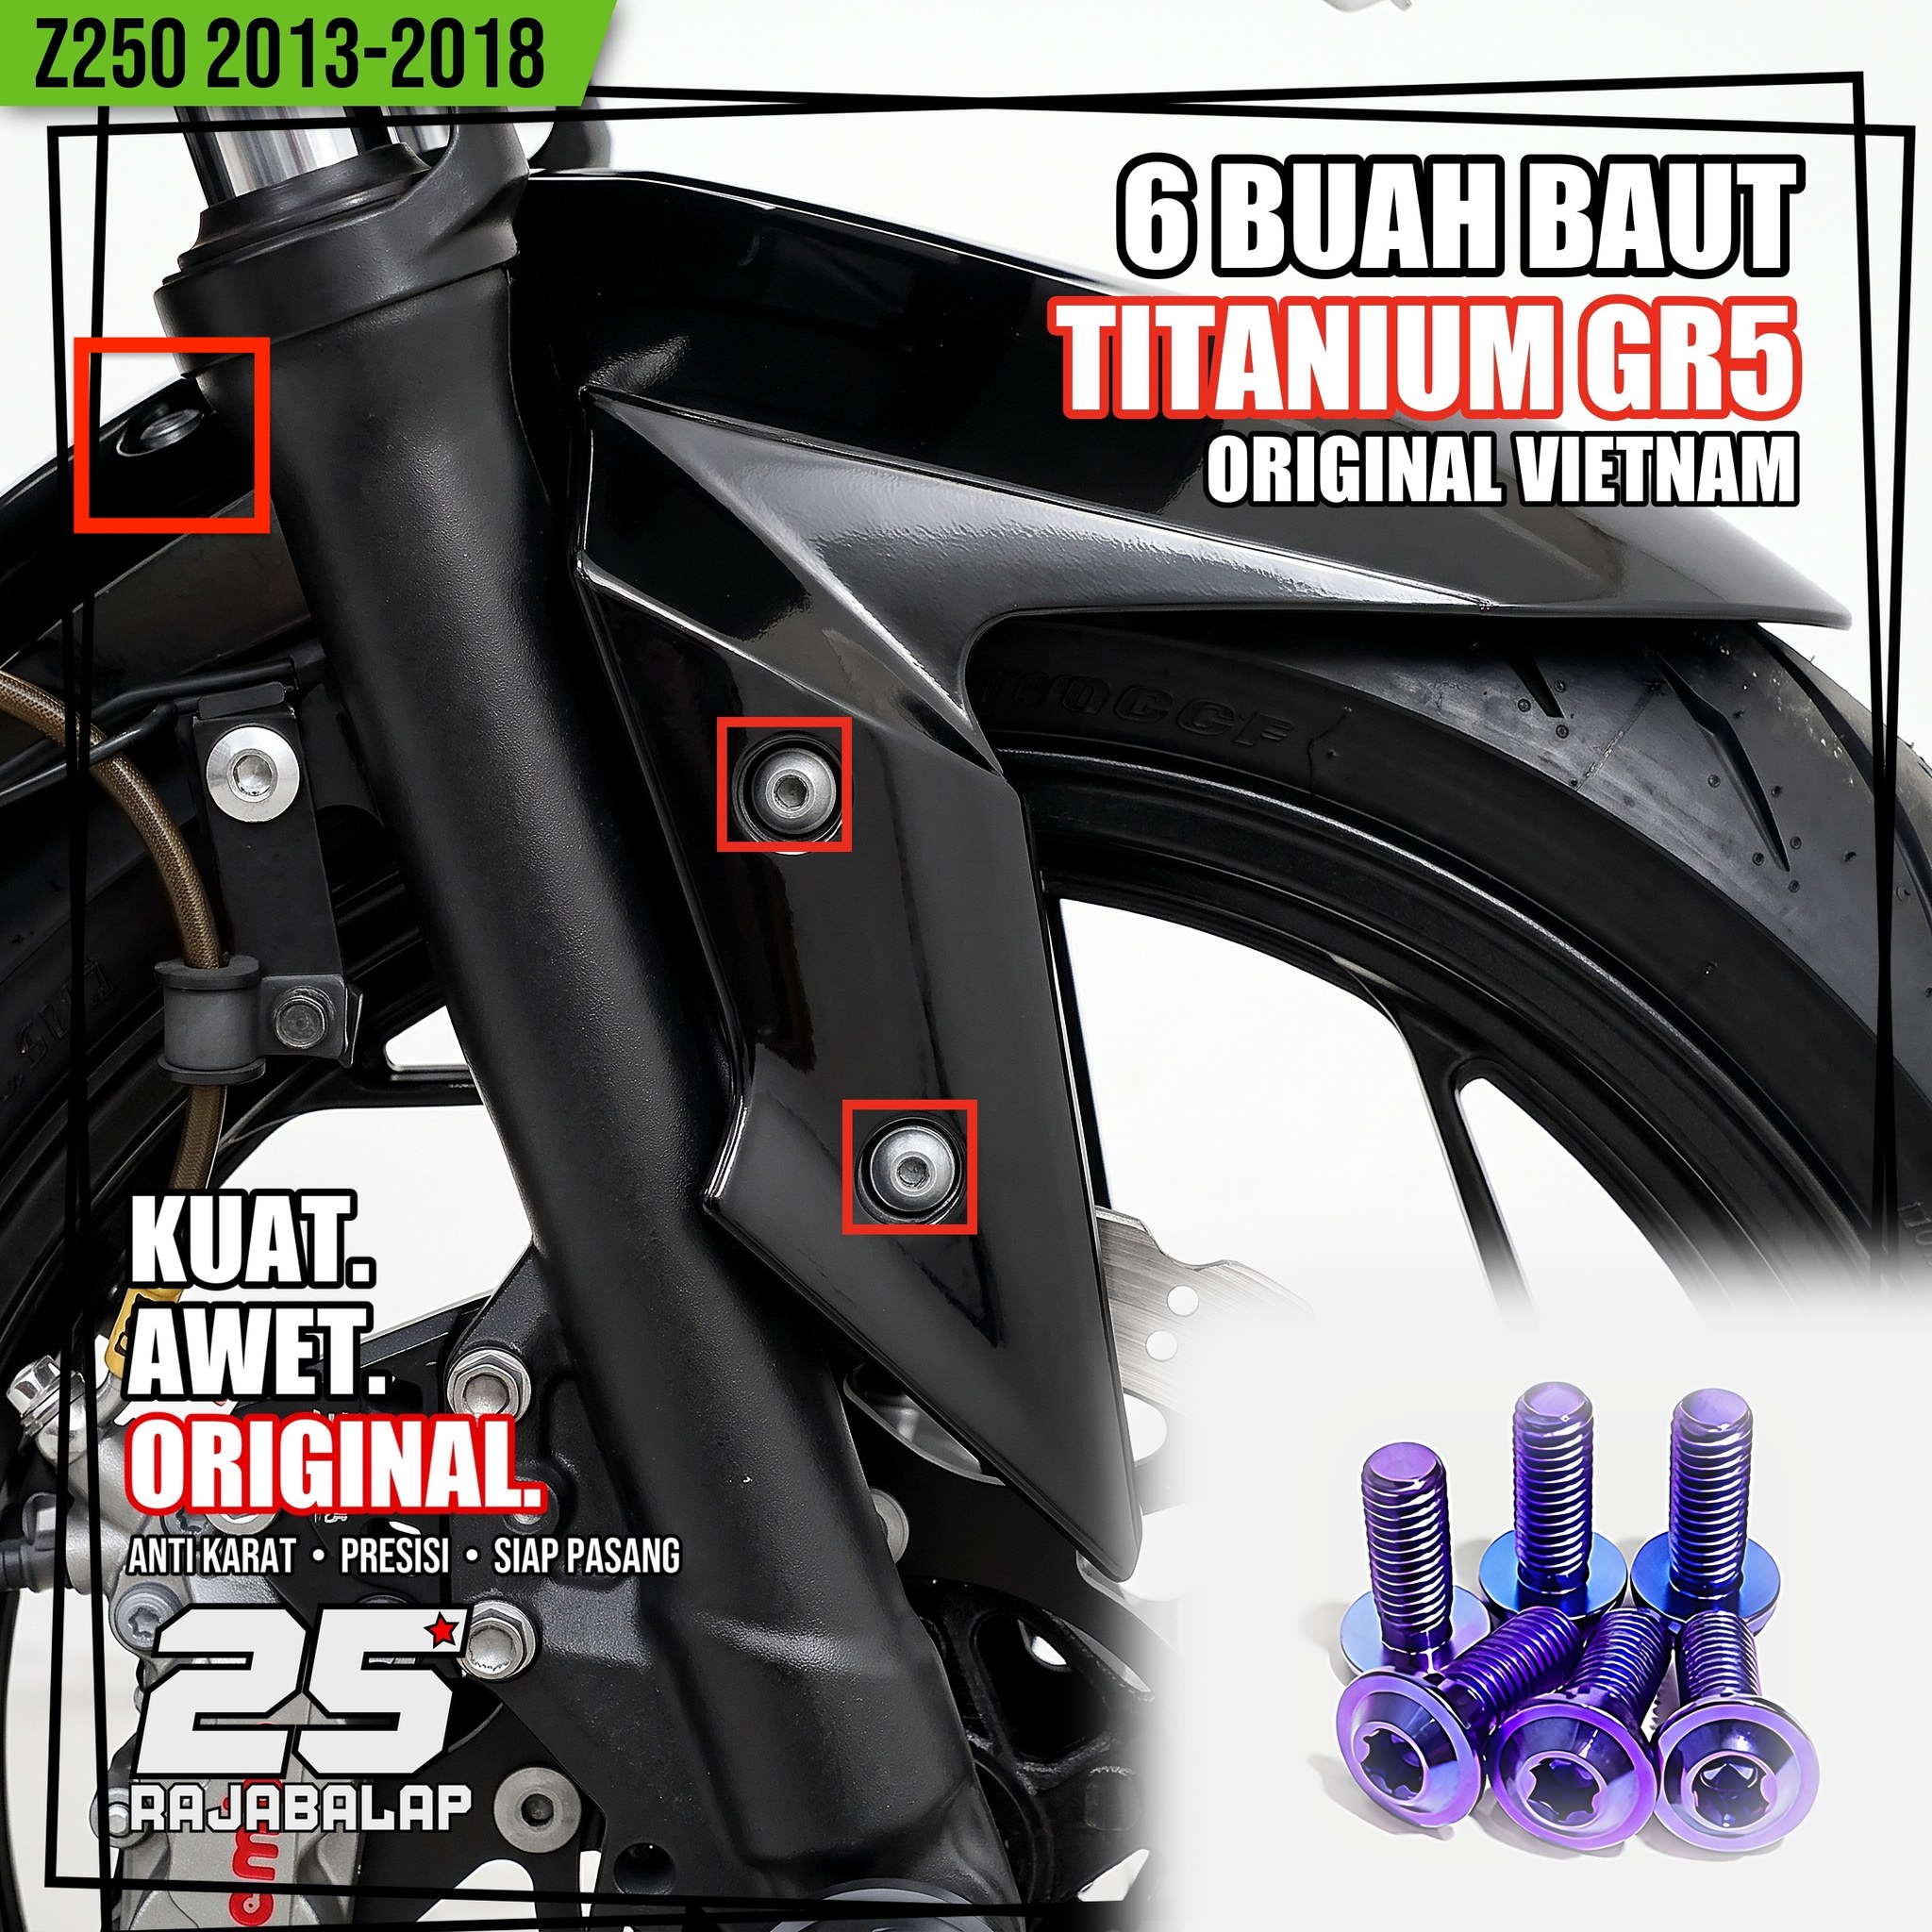 Z250 2013-2018
6 BUAH BAUT
TITANIUM GR5
ORIGINAL VIETNAM
KUAT.
AWET.
ORIGINAL.
ANTI KARAT • PRESISI • SIAP PASANG
25
RAJABALAP